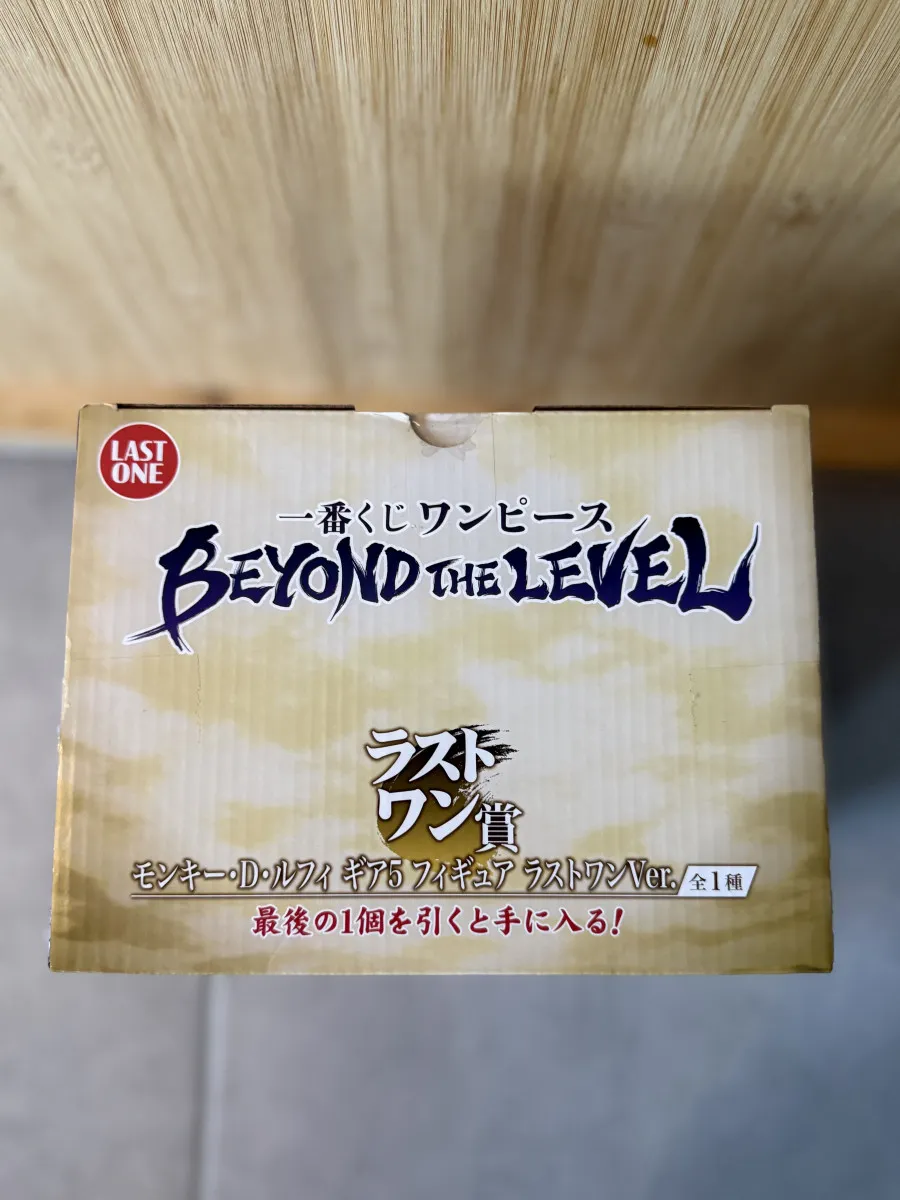 LAST
ONE
一番くじ ワンピース
BEYOND THE LEVEL
ラスト
ワン賞
モンキー・D・ルフィ ギア5 フィギュア ラストワンVer. 全1種
最後の1個を引くと手に入る!